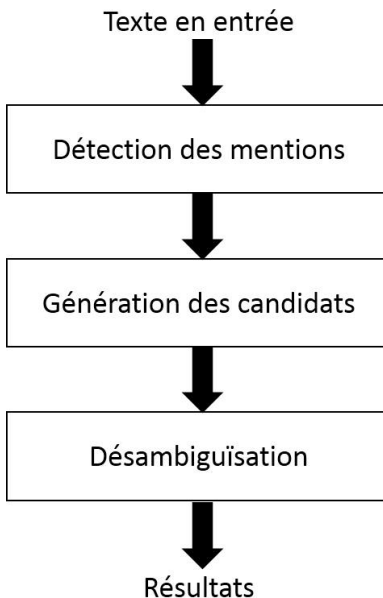 Texte en entrée
Détection des mentions
Génération des candidats
Désambiguïsation
Résultats